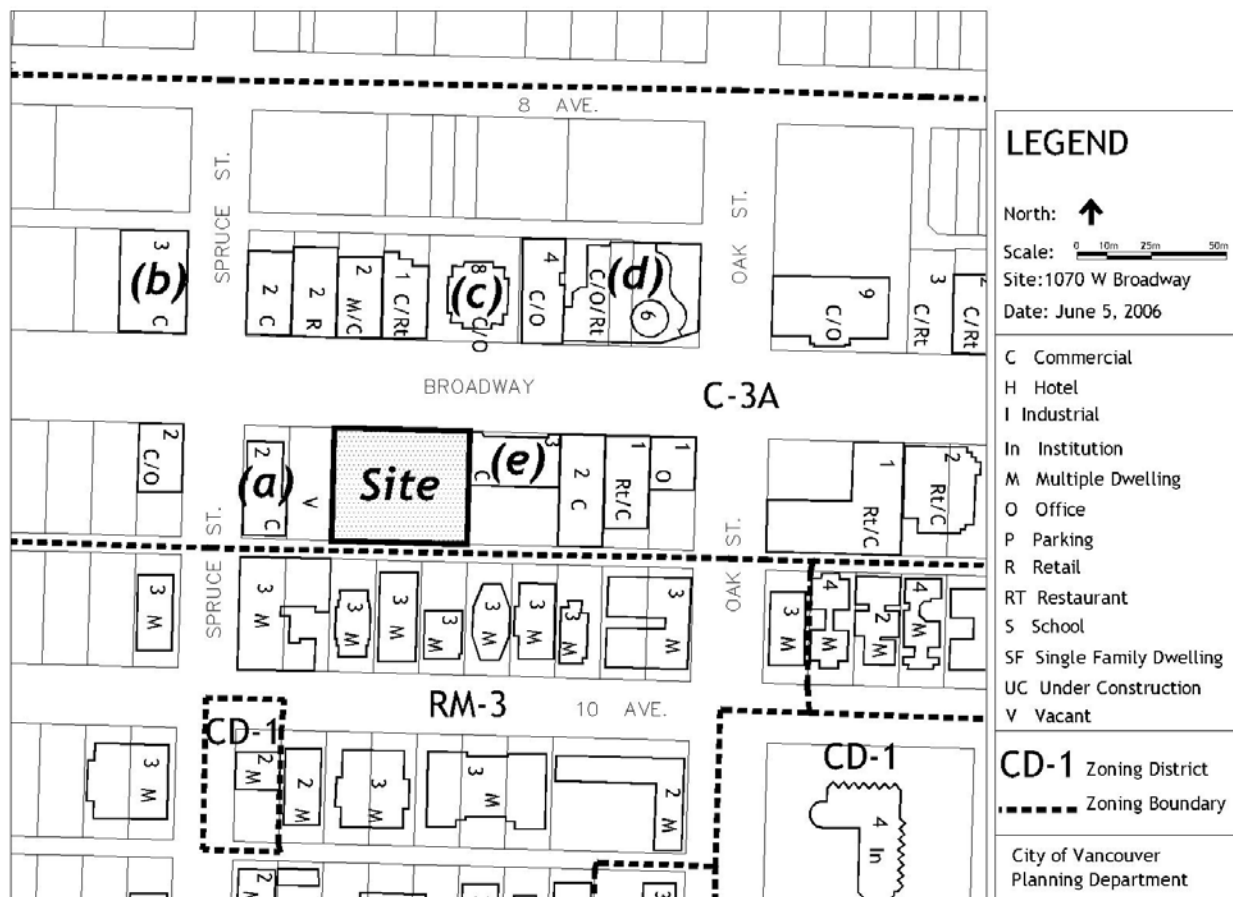 8 AVE.
SPRUCE ST.
OAK ST.
3
(b)
C
2
C
2
R
2
M/C
1
C/Rt
8
(c)
C/O
4
C/O
C/O/Rt
(d)
6
9
C/O
3
C/Rt
C/Rt
BROADWAY
C-3A
2
C/O
2
(a)
C
V
Site
3
(e)
C
2
C
1
Rt/C
1
O
1
Rt/C
2
Rt/C
SPRUCE ST.
OAK ST.
3
M
3
M
3
M
3
M
3
M
3
M
3
M
3
M
3
M
3
M
4
M
2
M
4
M
RM-3
10 AVE.
CD-1
CD-1
3
M
2
M
2
M
3
M
3
M
2
M
4
In
2
3
LEGEND
North:
Scale: 0 10m 25m 50m
Site:1070 W Broadway
Date: June 5, 2006
C Commercial
H Hotel
I Industrial
In Institution
M Multiple Dwelling
O Office
P Parking
R Retail
RT Restaurant
S School
SF Single Family Dwelling
UC Under Construction
V Vacant
CD-1 Zoning District
Zoning Boundary
City of Vancouver
Planning Department